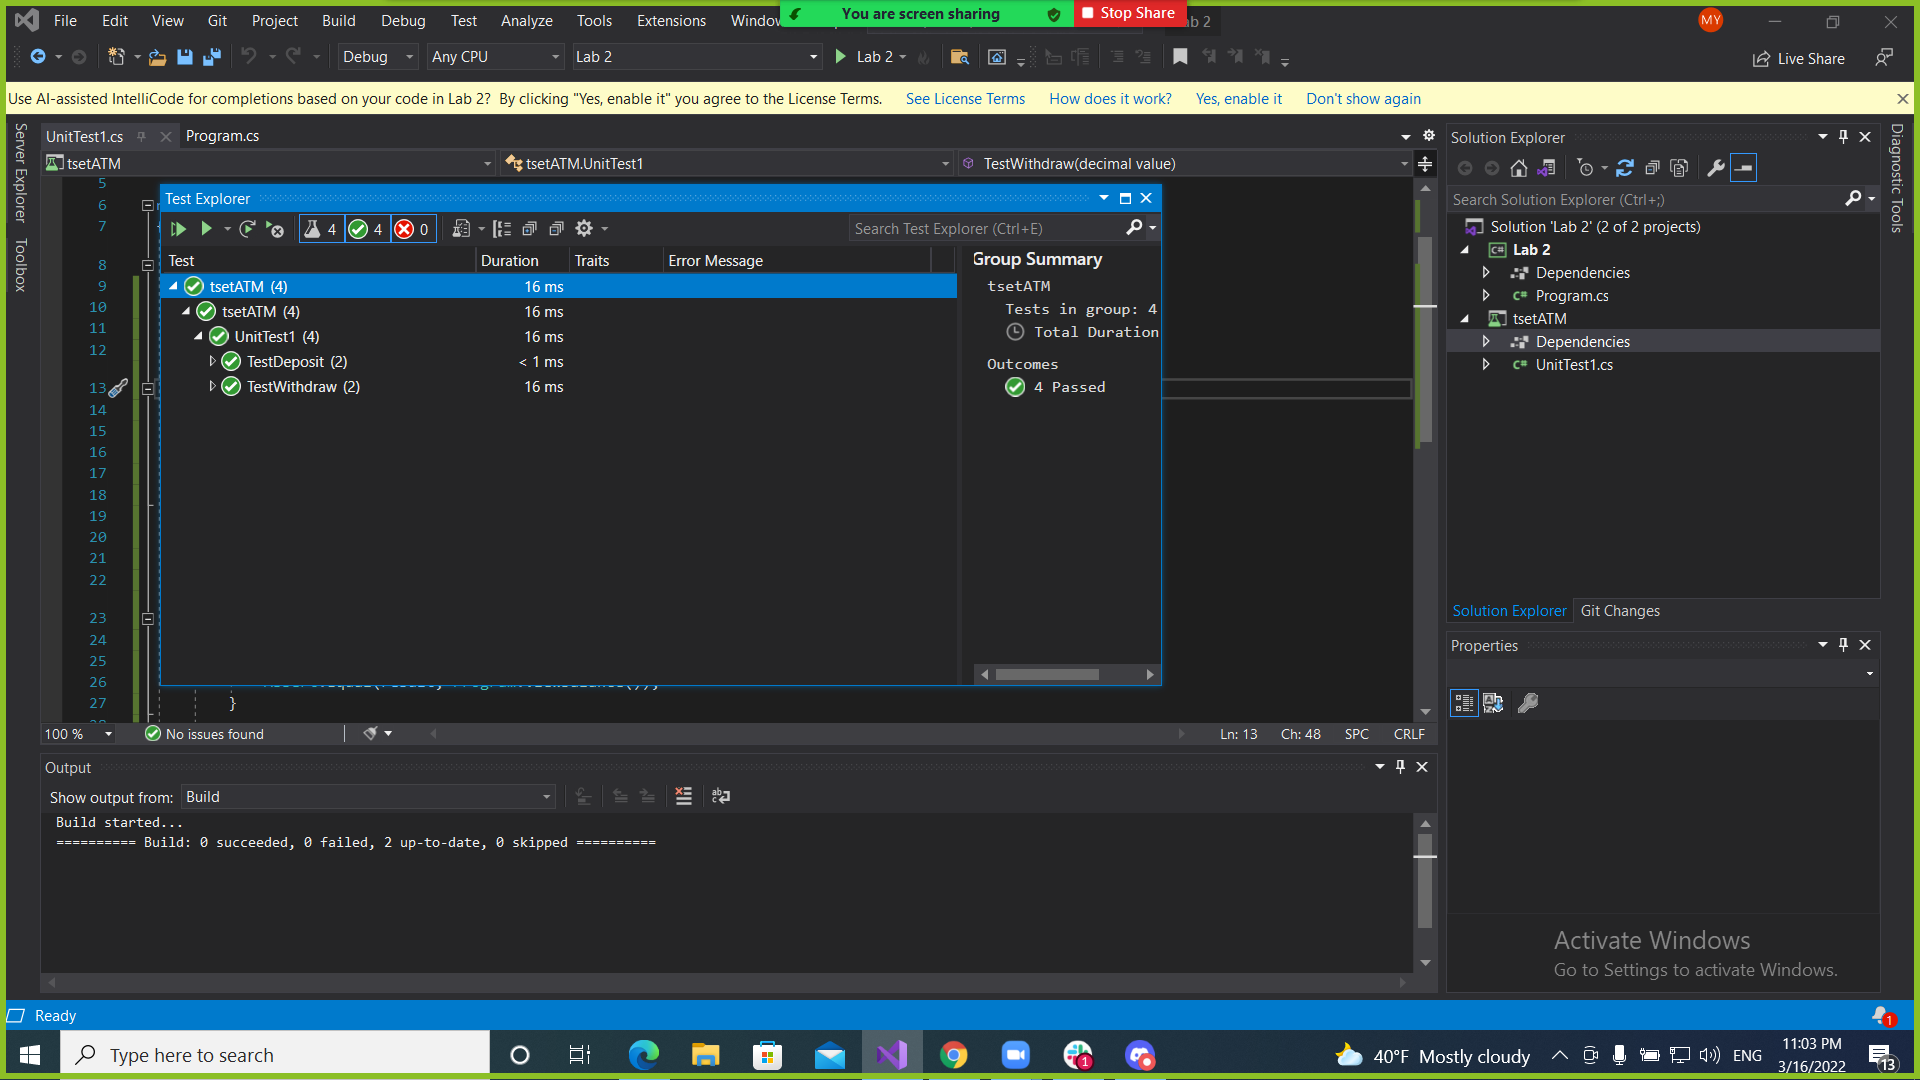 File Edit View Git Project Build Debug Test Analyze Tools Extensions Window
You are screen sharing
Stop Share
MY
Debug Any CPU Lab 2 Lab 2 Live Share
Use AI-assisted IntelliCode for completions based on your code in Lab 2? By clicking "Yes, enable it" you agree to the License Terms. See License Terms How does it work? Yes, enable it Don't show again
Server Explorer
Toolbox
UnitTest1.cs Program.cs
tsetATM tsetATM.UnitTest1 TestWithdraw(decimal value)
5
6
7
8
9
10
11
12
13
14
15
16
17
18
19
20
21
22
23
24
25
26
27
}
Test Explorer
4 4 0
Search Test Explorer (Ctrl+E)
Test Duration Traits Error Message
tsetATM (4) 16 ms
tsetATM (4) 16 ms
UnitTest1 (4) 16 ms
TestDeposit (2) < 1 ms
TestWithdraw (2) 16 ms
Group Summary
tsetATM
Tests in group: 4
Total Duration
Outcomes
4 Passed
100 % No issues found Ln: 13 Ch: 48 SPC CRLF
Output
Show output from: Build
Build started...
========== Build: 0 succeeded, 0 failed, 2 up-to-date, 0 skipped ==========
Solution Explorer
Search Solution Explorer (Ctrl+;)
Solution 'Lab 2' (2 of 2 projects)
Lab 2
Dependencies
Program.cs
tsetATM
Dependencies
UnitTest1.cs
Solution Explorer Git Changes
Properties
Diagnostic Tools
Activate Windows
Go to Settings to activate Windows.
Ready
1
Type here to search
1
40°F Mostly cloudy
ENG
11:03 PM
3/16/2022
13